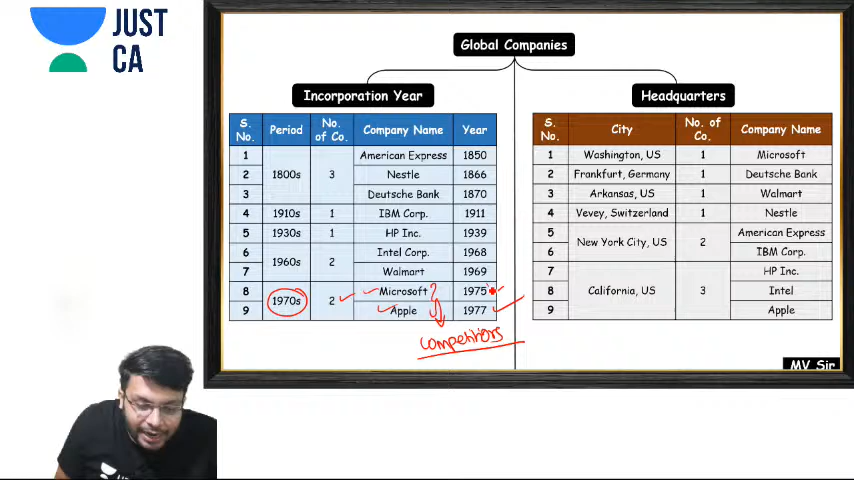 JUST
CA
Global Companies
Incorporation Year
S. No. Period No. of Co. Company Name Year
1 1800s 3 American Express 1850
2 Nestle 1866
3 Deutsche Bank 1870
4 1910s 1 IBM Corp. 1911
5 1930s 1 HP Inc. 1939
6 1960s 2 Intel Corp. 1968
7 Walmart 1969
8 1970s 2 Microsoft 1975
9 Apple 1977
competitors
Headquarters
S. No. City No. of Co. Company Name
1 Washington, US 1 Microsoft
2 Frankfurt, Germany 1 Deutsche Bank
3 Arkansas, US 1 Walmart
4 Vevey, Switzerland 1 Nestle
5 New York City, US 2 American Express
6 IBM Corp.
7 California, US 3 HP Inc.
8 Intel
9 Apple
MV Sir